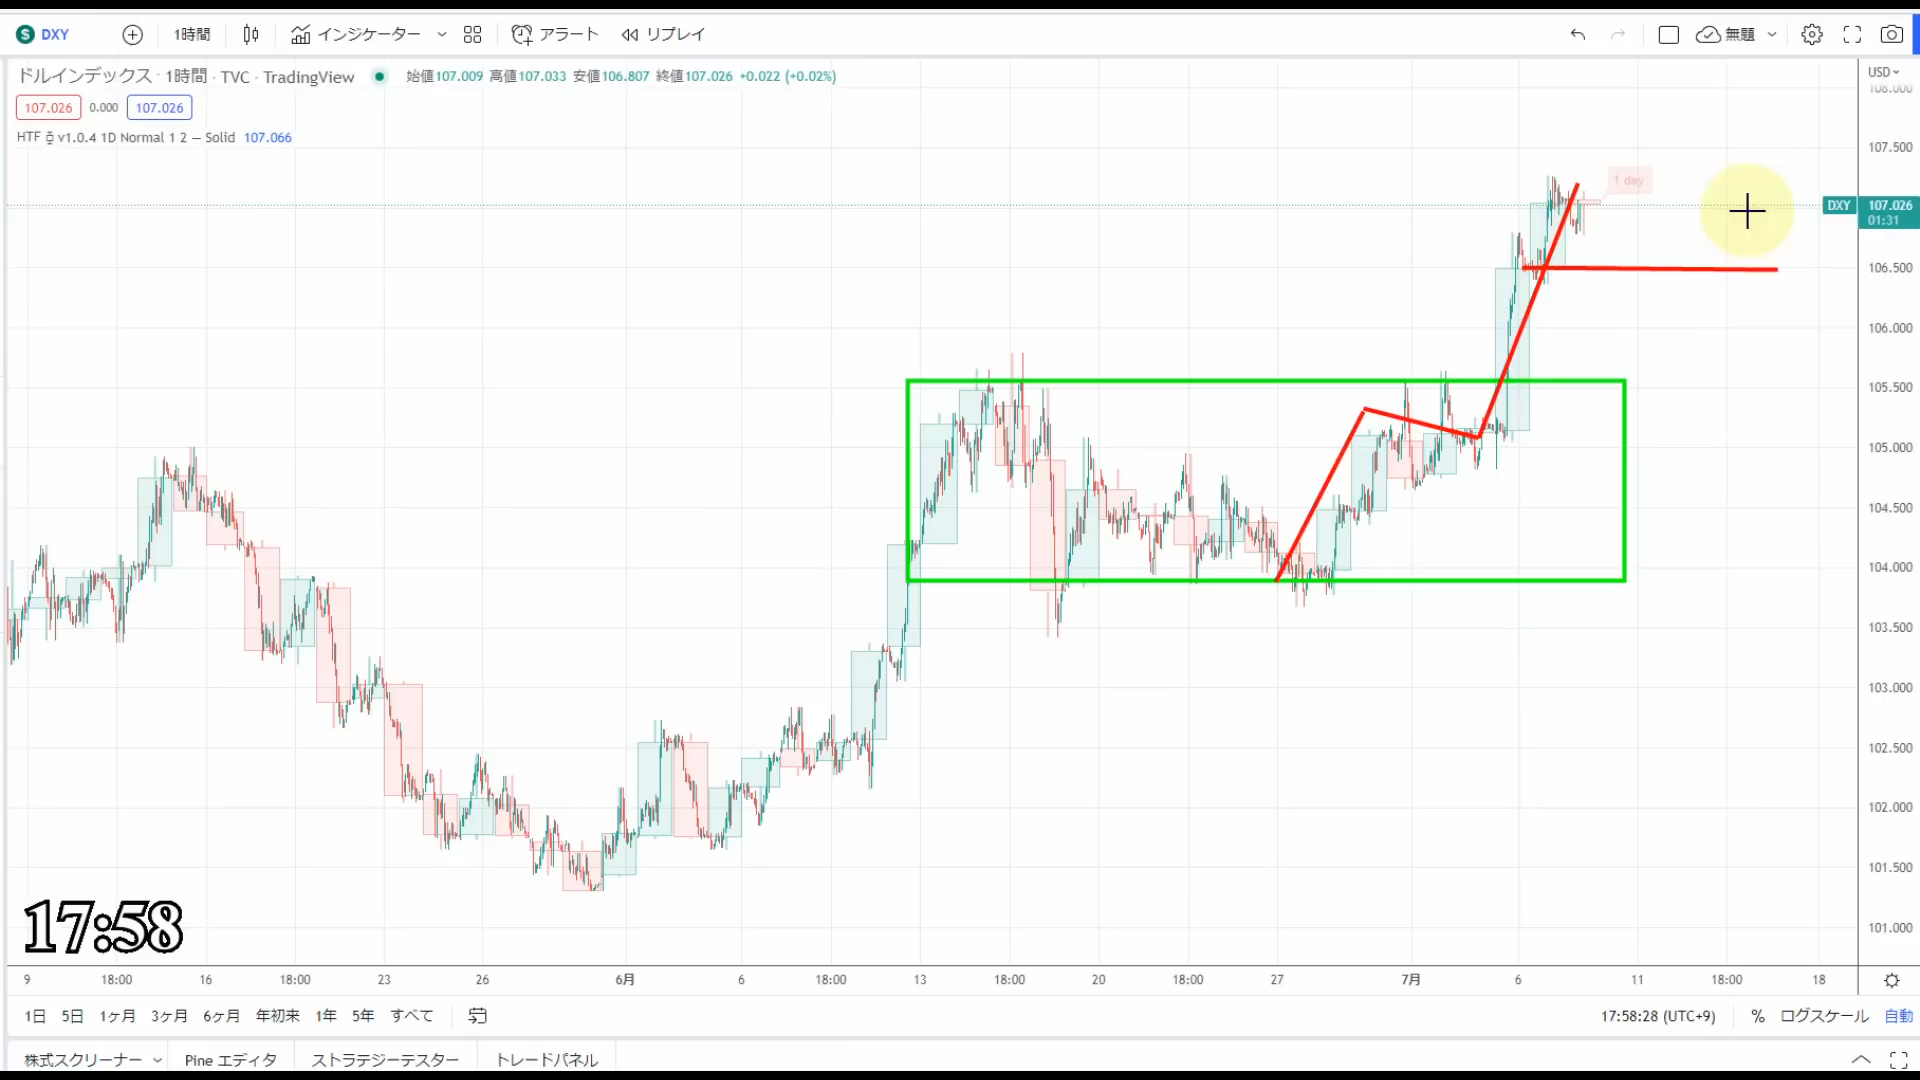 DXY 1時間 インジケーター アラート リプレイ 無題
ドルインデックス · 1時間 · TVC · TradingView 始値107.009 高値107.033 安値106.807 終値107.026 +0.022 (+0.02%)
USD
108.000
107.026 0.000 107.026
HTF v1.0.4 1D Normal 1 2 — Solid 107.066
107.500
1 day
DXY 107.026
01:31
106.500
106.000
105.500
105.000
104.500
104.000
103.500
103.000
102.500
102.000
101.500
101.000
17:58
9 18:00 16 18:00 23 26 6月 6 18:00 13 18:00 20 18:00 27 7月 6 11 18:00 18
1日 5日 1ヶ月 3ヶ月 6ヶ月 年初来 1年 5年 すべて 17:58:28 (UTC+9) % ログスケール 自動
株式スクリーナー Pine エディタ ストラテジーテスター トレードパネル